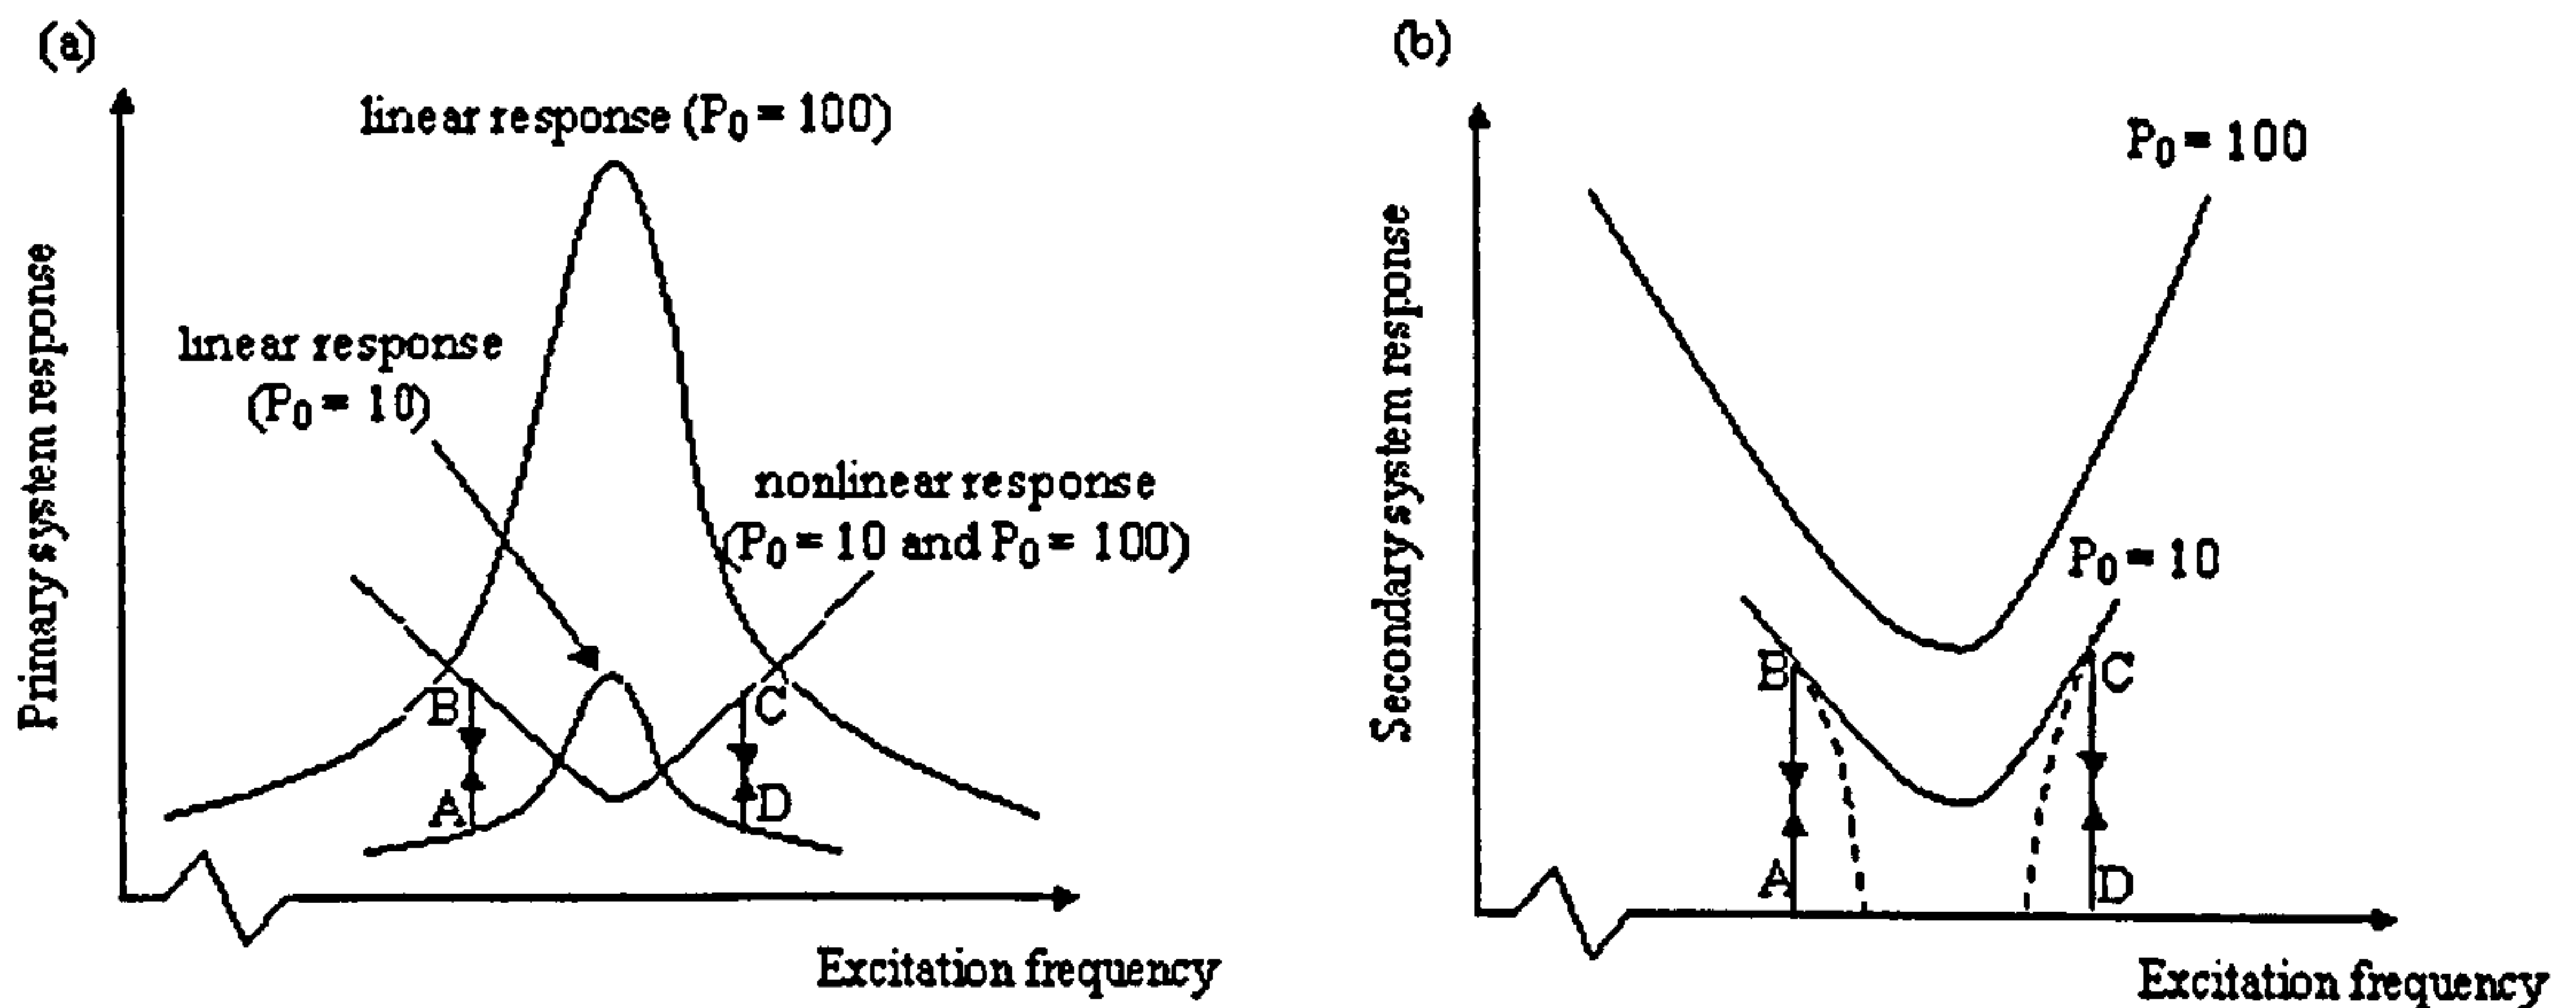 (a)
linear response (P0 = 100)
linear response
(P0 = 10)
nonlinear response
(P0 = 10 and P0 = 100)
B
C
A
D
Primary system response
Excitation frequency
(b)
P0 = 100
P0 = 10
B
C
A
D
Secondary system response
Excitation frequency